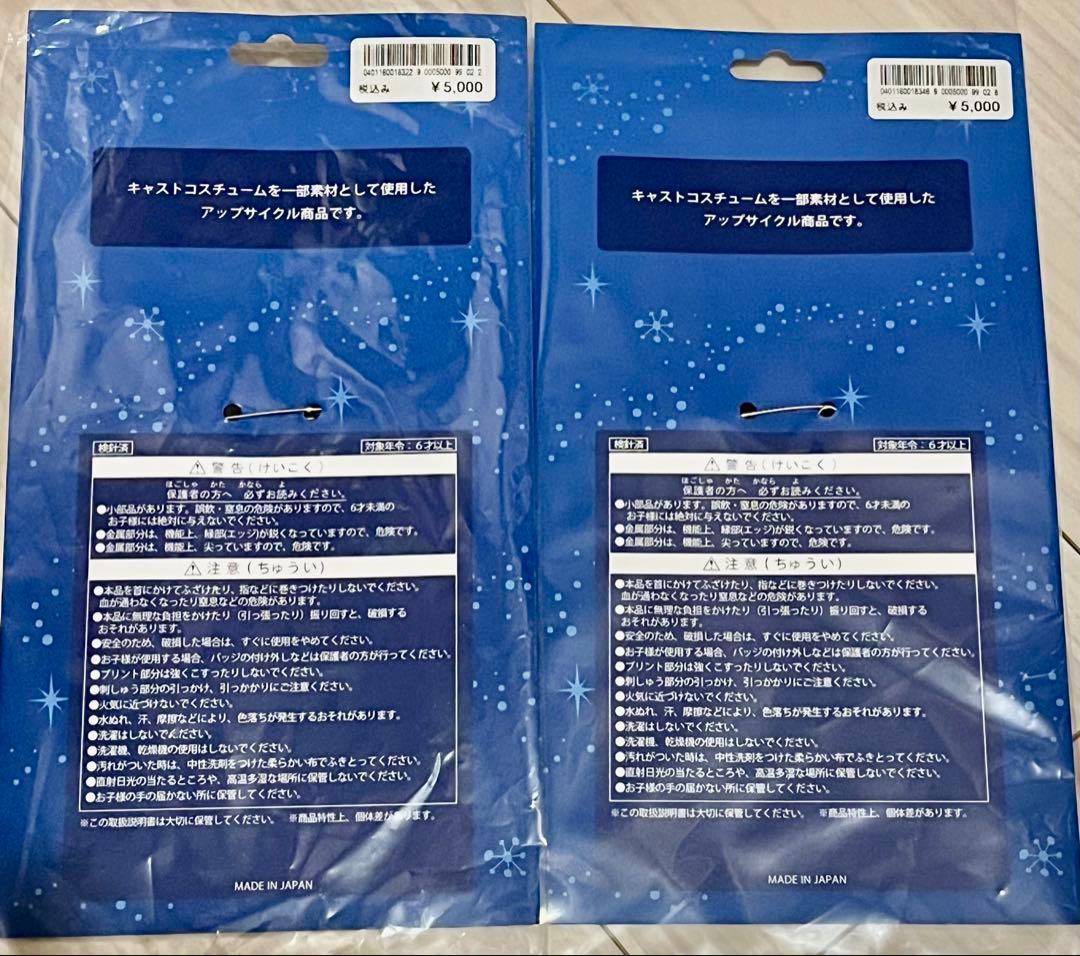 0401160018322 9 0005000 99 02 2
税込み ¥5,000
キャストコスチュームを一部素材として使用した
アップサイクル商品です。
検針済 対象年令：6才以上
⚠ 警告(けいこく)
ほごしゃ かた かなら よ
保護者の方へ 必ずお読みください。
●小部品があります。誤飲・窒息の危険がありますので、6才未満の
お子様には絶対に与えないでください。
●金属部分は、機能上、縁部(エッジ)が鋭くなっていますので、危険です。
●金属部分は、機能上、尖っていますので、危険です。
⚠ 注意(ちゅうい)
●本品を首にかけてふざけたり、指などに巻きつけたりしないでください。
血が通わなくなったり窒息などの危険があります。
●本品に無理な負担をかけたり（引っ張ったり）振り回すと、破損する
おそれがあります。
●安全のため、破損した場合は、すぐに使用をやめてください。
●お子様が使用する場合、バッジの付け外しなどは保護者の方が行ってください。
●プリント部分は強くこすったりしないでください。
●刺しゅう部分の引っかけ、引っかかりにご注意ください。
●火気に近づけないでください。
●水ぬれ、汗、摩擦などにより、色落ちが発生するおそれがあります。
●洗濯はしないでください。
●洗濯機、乾燥機の使用はしないでください。
●汚れがついた時は、中性洗剤をつけた柔らかい布でふきとってください。
●直射日光の当たるところや、高温多湿な場所に保管しないでください。
●お子様の手の届かない所に保管してください。
※この取扱説明書は大切に保管してください。 ※商品特性上、個体差があります。
MADE IN JAPAN
0401160018346 9 0005000 99 02 8
税込み ¥5,000
キャストコスチュームを一部素材として使用した
アップサイクル商品です。
検針済 対象年令：6才以上
⚠ 警告(けいこく)
ほごしゃ かた かなら よ
保護者の方へ 必ずお読みください。
●小部品があります。誤飲・窒息の危険がありますので、6才未満の
お子様には絶対に与えないでください。
●金属部分は、機能上、縁部(エッジ)が鋭くなっていますので、危険です。
●金属部分は、機能上、尖っていますので、危険です。
⚠ 注意(ちゅうい)
●本品を首にかけてふざけたり、指などに巻きつけたりしないでください。
血が通わなくなったり窒息などの危険があります。
●本品に無理な負担をかけたり（引っ張ったり）振り回すと、破損する
おそれがあります。
●安全のため、破損した場合は、すぐに使用をやめてください。
●お子様が使用する場合、バッジの付け外しなどは保護者の方が行ってください。
●プリント部分は強くこすったりしないでください。
●刺しゅう部分の引っかけ、引っかかりにご注意ください。
●火気に近づけないでください。
●水ぬれ、汗、摩擦などにより、色落ちが発生するおそれがあります。
●洗濯はしないでください。
●洗濯機、乾燥機の使用はしないでください。
●汚れがついた時は、中性洗剤をつけた柔らかい布でふきとってください。
●直射日光の当たるところや、高温多湿な場所に保管しないでください。
●お子様の手の届かない所に保管してください。
※この取扱説明書は大切に保管してください。 ※商品特性上、個体差があります。
MADE IN JAPAN